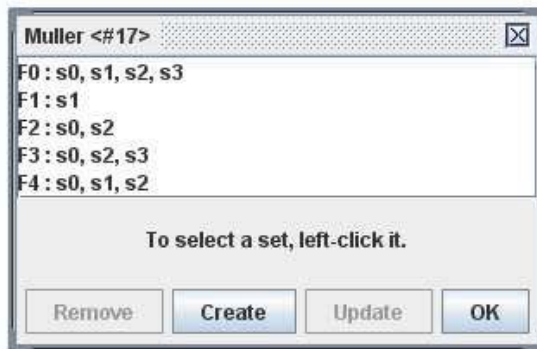 Muller <#17>
F0 : s0, s1, s2, s3
F1 : s1
F2 : s0, s2
F3 : s0, s2, s3
F4 : s0, s1, s2
To select a set, left-click it.
Remove Create Update OK